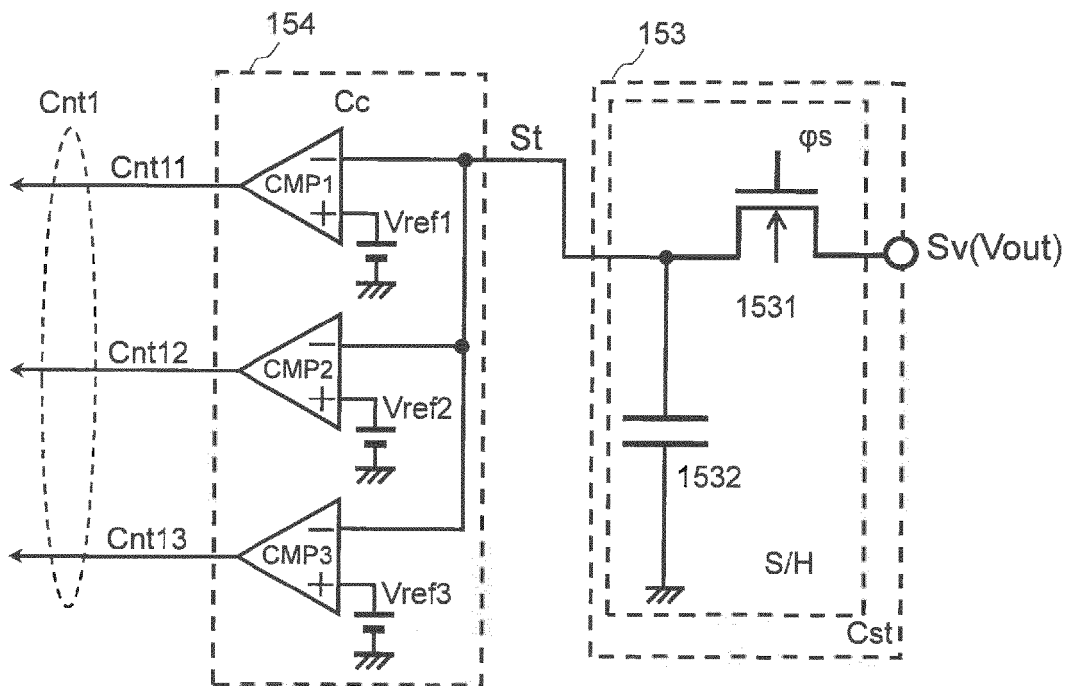 154
153
Cnt1
Cc
St
φs
Cnt11
CMP1
−
+
Vref1
Sv(Vout)
1531
Cnt12
CMP2
−
+
Vref2
1532
Cnt13
CMP3
−
+
Vref3
S/H
Cst